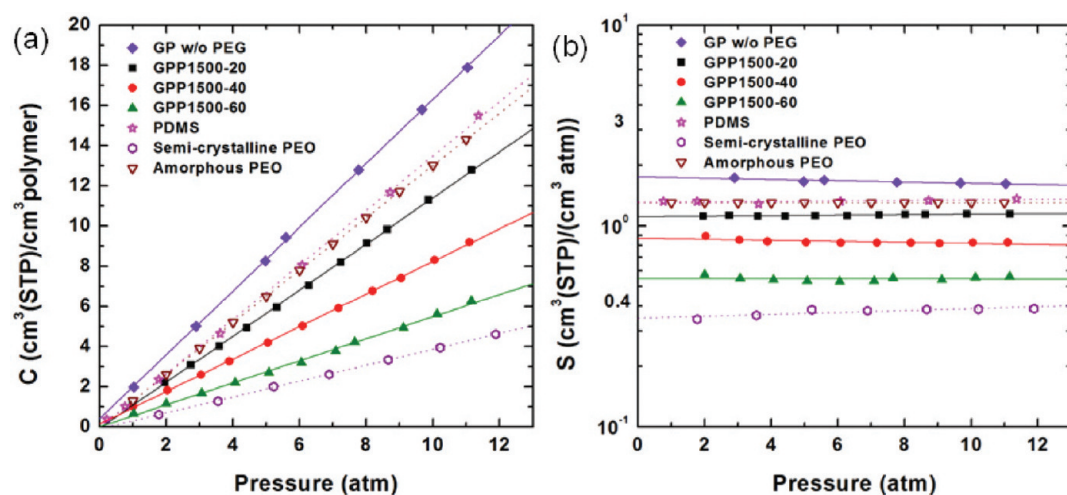 (a)
20
18
16
14
12
10
8
6
4
2
0
C (cm³(STP)/cm³polymer)
GP w/o PEG
GPP1500-20
GPP1500-40
GPP1500-60
PDMS
Semi-crystalline PEO
Amorphous PEO
0 2 4 6 8 10 12
Pressure (atm)
(b)
10¹
10⁰
0.4
10⁻¹
S (cm³(STP)/(cm³ atm))
GP w/o PEG
GPP1500-20
GPP1500-40
GPP1500-60
PDMS
Semi-crystalline PEO
Amorphous PEO
0 2 4 6 8 10 12
Pressure (atm)